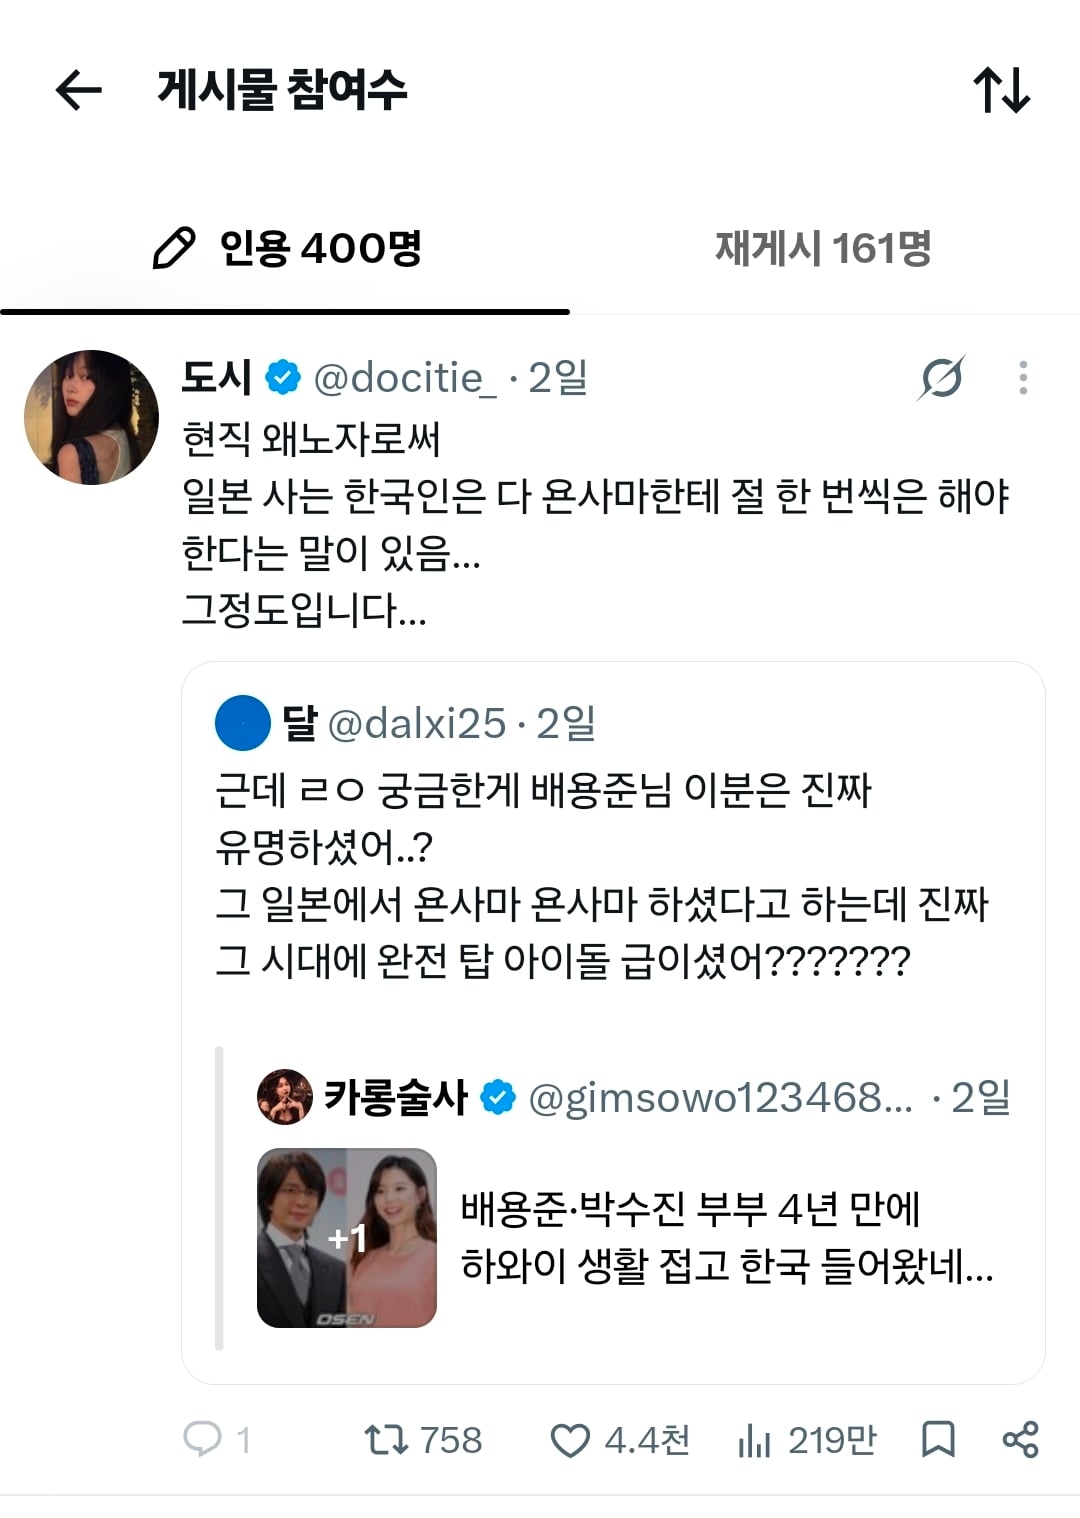 게시물 참여수
인용 400명
재게시 161명
도시 @docitie_ · 2일
현직 왜노자로써
일본 사는 한국인은 다 욘사마한테 절 한 번씩은 해야
한다는 말이 있음...
그정도입니다...
달 @dalxi25 · 2일
근데 ㄹㅇ 궁금한게 배용준님 이분은 진짜
유명하셨어..?
그 일본에서 욘사마 욘사마 하셨다고 하는데 진짜
그 시대에 완전 탑 아이돌 급이셨어???????
카롱술사 @gimsowo123468... · 2일
+1
OSEN
배용준·박수진 부부 4년 만에
하와이 생활 접고 한국 들어왔네...
1 758 4.4천 219만